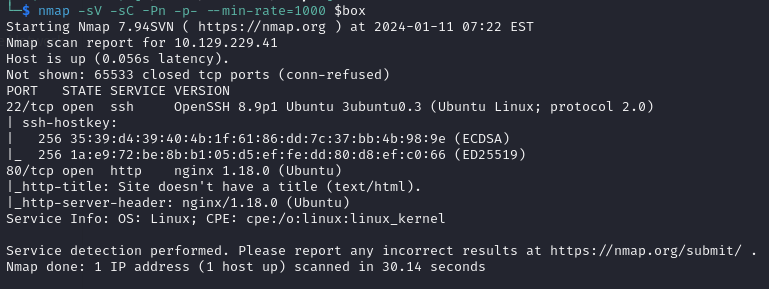 └─$ nmap -sV -sC -Pn -p- --min-rate=1000 $box
Starting Nmap 7.94SVN ( https://nmap.org ) at 2024-01-11 07:22 EST
Nmap scan report for 10.129.229.41
Host is up (0.056s latency).
Not shown: 65533 closed tcp ports (conn-refused)
PORT   STATE SERVICE VERSION
22/tcp open  ssh     OpenSSH 8.9p1 Ubuntu 3ubuntu0.3 (Ubuntu Linux; protocol 2.0)
| ssh-hostkey:
|   256 35:39:d4:39:40:4b:1f:61:86:dd:7c:37:bb:4b:98:9e (ECDSA)
|_  256 1a:e9:72:be:8b:b1:05:d5:ef:fe:dd:80:d8:ef:c0:66 (ED25519)
80/tcp open  http    nginx 1.18.0 (Ubuntu)
|_http-title: Site doesn't have a title (text/html).
|_http-server-header: nginx/1.18.0 (Ubuntu)
Service Info: OS: Linux; CPE: cpe:/o:linux:linux_kernel
Service detection performed. Please report any incorrect results at https://nmap.org/submit/ .
Nmap done: 1 IP address (1 host up) scanned in 30.14 seconds